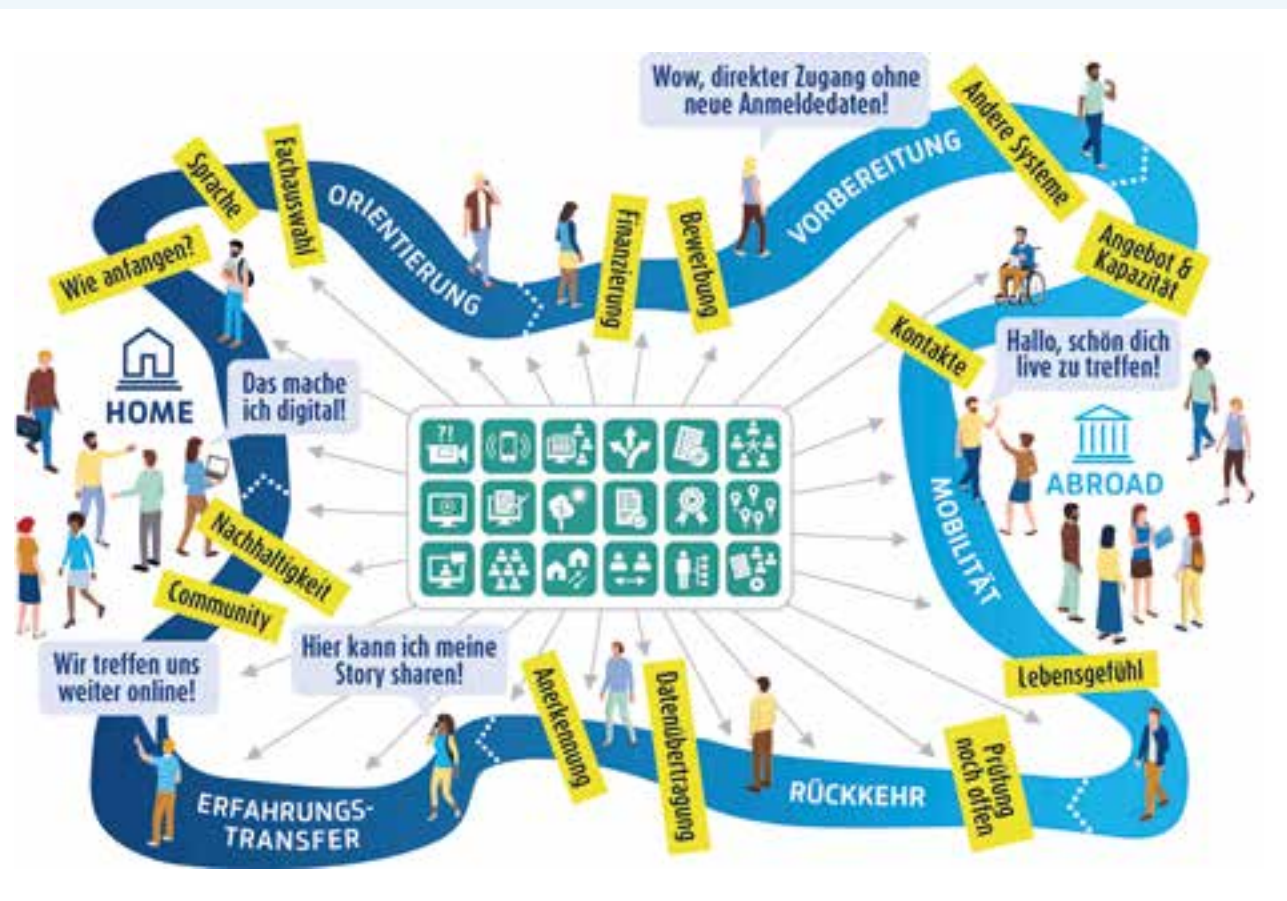 Wow, direkter Zugang ohne
neue Anmeldedaten!
Andere Systeme
Sprache
Fachauswahl
ORIENTIERUNG
VORBEREITUNG
Finanzierung
Bewerbung
Wie anfangen?
Angebot &
Kapazität
Kontakte
Hallo, schön dich
live zu treffen!
HOME
Das mache
ich digital!
?!
ABROAD
MOBILITÄT
Nachhaltigkeit
Community
Wir treffen uns
weiter online!
Hier kann ich meine
Story sharen!
Anerkennung
Datenübertragung
Lebensgefühl
Prüfung
noch offen
RÜCKKEHR
ERFAHRUNGS-
TRANSFER